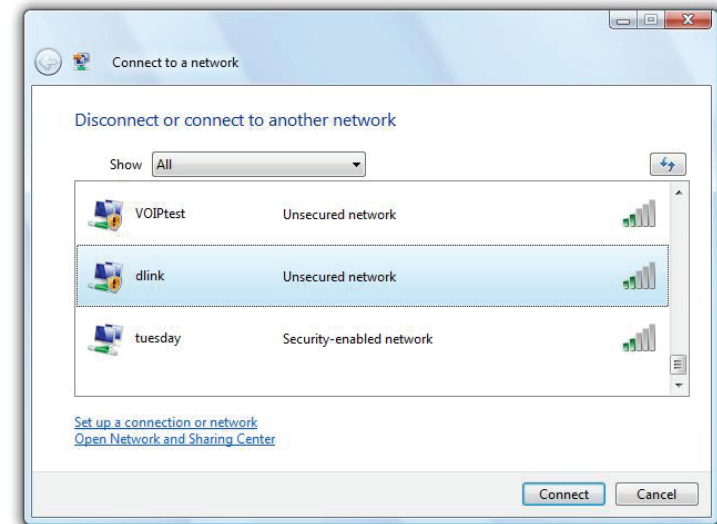 Connect to a network
Disconnect or connect to another network
Show All
VOIPtest Unsecured network
dlink Unsecured network
tuesday Security-enabled network
Set up a connection or network
Open Network and Sharing Center
Connect Cancel